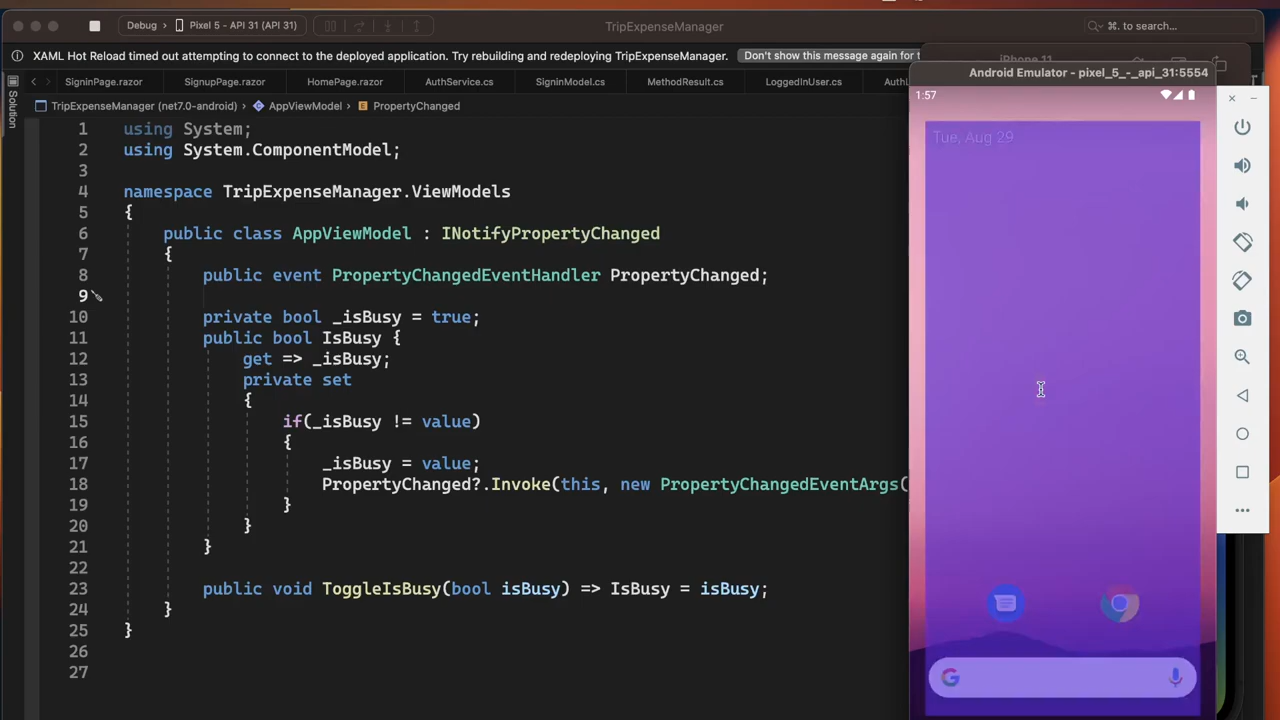 Debug › Pixel 5 - API 31 (API 31)
TripExpenseManager
⌘. to search...
XAML Hot Reload timed out attempting to connect to the deployed application. Try rebuilding and redeploying TripExpenseManager.
Don't show this message again for t
iPhone 11
SigninPage.razor
SignupPage.razor
HomePage.razor
AuthService.cs
SigninModel.cs
MethodResult.cs
LoggedInUser.cs
Android Emulator - pixel_5_-_api_31:5554
Solution
TripExpenseManager (net7.0-android) › AppViewModel › PropertyChanged
1 using System;
2 using System.ComponentModel;
3
4 namespace TripExpenseManager.ViewModels
5 {
6 public class AppViewModel : INotifyPropertyChanged
7 {
8 public event PropertyChangedEventHandler PropertyChanged;
9
10 private bool _isBusy = true;
11 public bool IsBusy {
12 get => _isBusy;
13 private set
14 {
15 if(_isBusy != value)
16 {
17 _isBusy = value;
18 PropertyChanged?.Invoke(this, new PropertyChangedEventArgs(
19 }
20 }
21 }
22
23 public void ToggleIsBusy(bool isBusy) => IsBusy = isBusy;
24 }
25 }
26
27
1:57
Tue, Aug 29